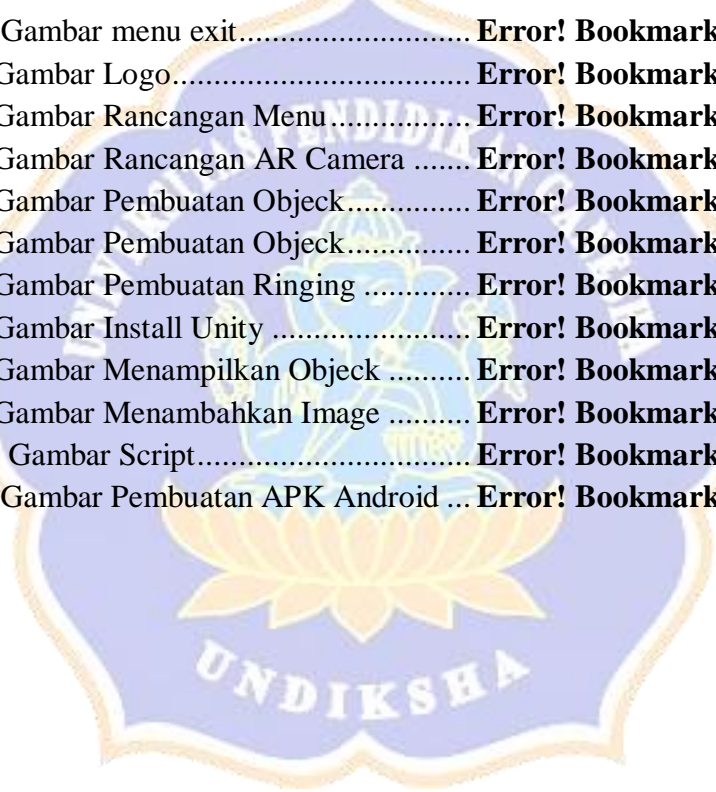 Gambar menu exit........................... Error! Bookmark
Gambar Logo.................................... Error! Bookmark
Gambar Rancangan Menu................. Error! Bookmark
Gambar Rancangan AR Camera ....... Error! Bookmark
Gambar Pembuatan Objeck............... Error! Bookmark
Gambar Pembuatan Objeck............... Error! Bookmark
Gambar Pembuatan Ringing ............. Error! Bookmark
Gambar Install Unity ........................ Error! Bookmark
Gambar Menampilkan Objeck .......... Error! Bookmark
Gambar Menambahkan Image .......... Error! Bookmark
Gambar Script................................. Error! Bookmark
Gambar Pembuatan APK Android ... Error! Bookmark
UNIVERSITAS PENDIDIKAN GANESHA
UNDIKSHA